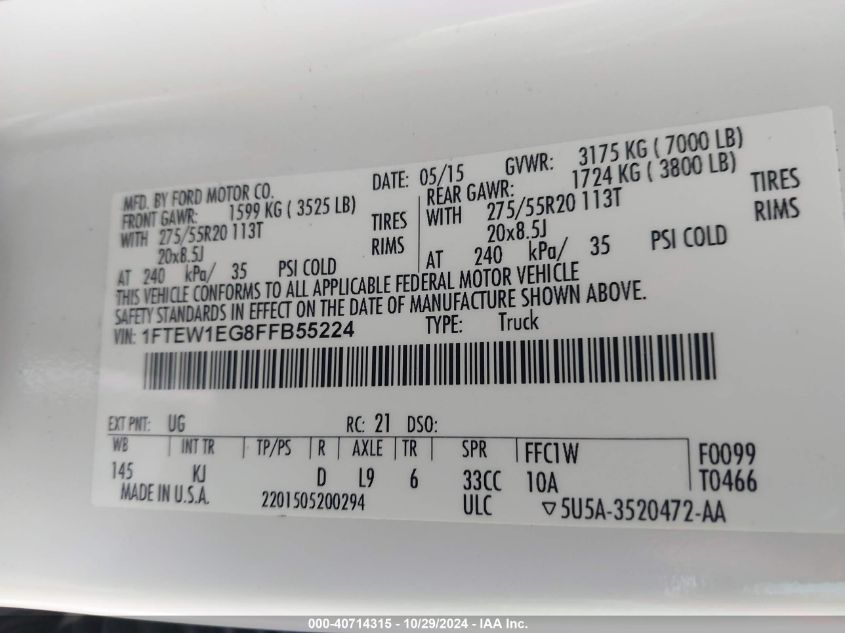 MFD. BY FORD MOTOR CO. DATE: 05/15 GVWR: 3175 KG ( 7000 LB)
FRONT GAWR: 1599 KG ( 3525 LB) REAR GAWR: 1724 KG ( 3800 LB)
WITH 275/55R20 113T TIRES WITH 275/55R20 113T TIRES
20x8.5J RIMS 20x8.5J RIMS
AT 240 kPa/ 35 PSI COLD AT 240 kPa/ 35 PSI COLD
THIS VEHICLE CONFORMS TO ALL APPLICABLE FEDERAL MOTOR VEHICLE
SAFETY STANDARDS IN EFFECT ON THE DATE OF MANUFACTURE SHOWN ABOVE.
VIN: 1FTEW1EG8FFB55224 TYPE: Truck
EXT PNT: UG RC: 21 DSO:
WB INT TR TP/PS R AXLE TR SPR FFC1W F0099
145 KJ D L9 6 33CC 10A T0466
MADE IN U.S.A. 2201505200294 ULC ▽5U5A-3520472-AA
000-40714315 - 10/29/2024 - IAA Inc.